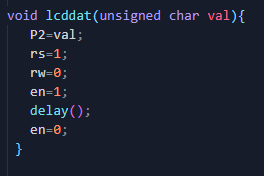 void lcddat(unsigned char val){
P2=val;
rs=1;
rw=0;
en=1;
delay();
en=0;
}